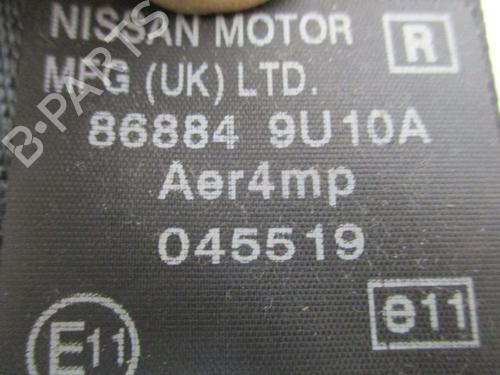 NISSAN MOTOR R
MFG (UK) LTD.
86884 9U10A
Aer4mp
045519
E11 e11
B-PARTS